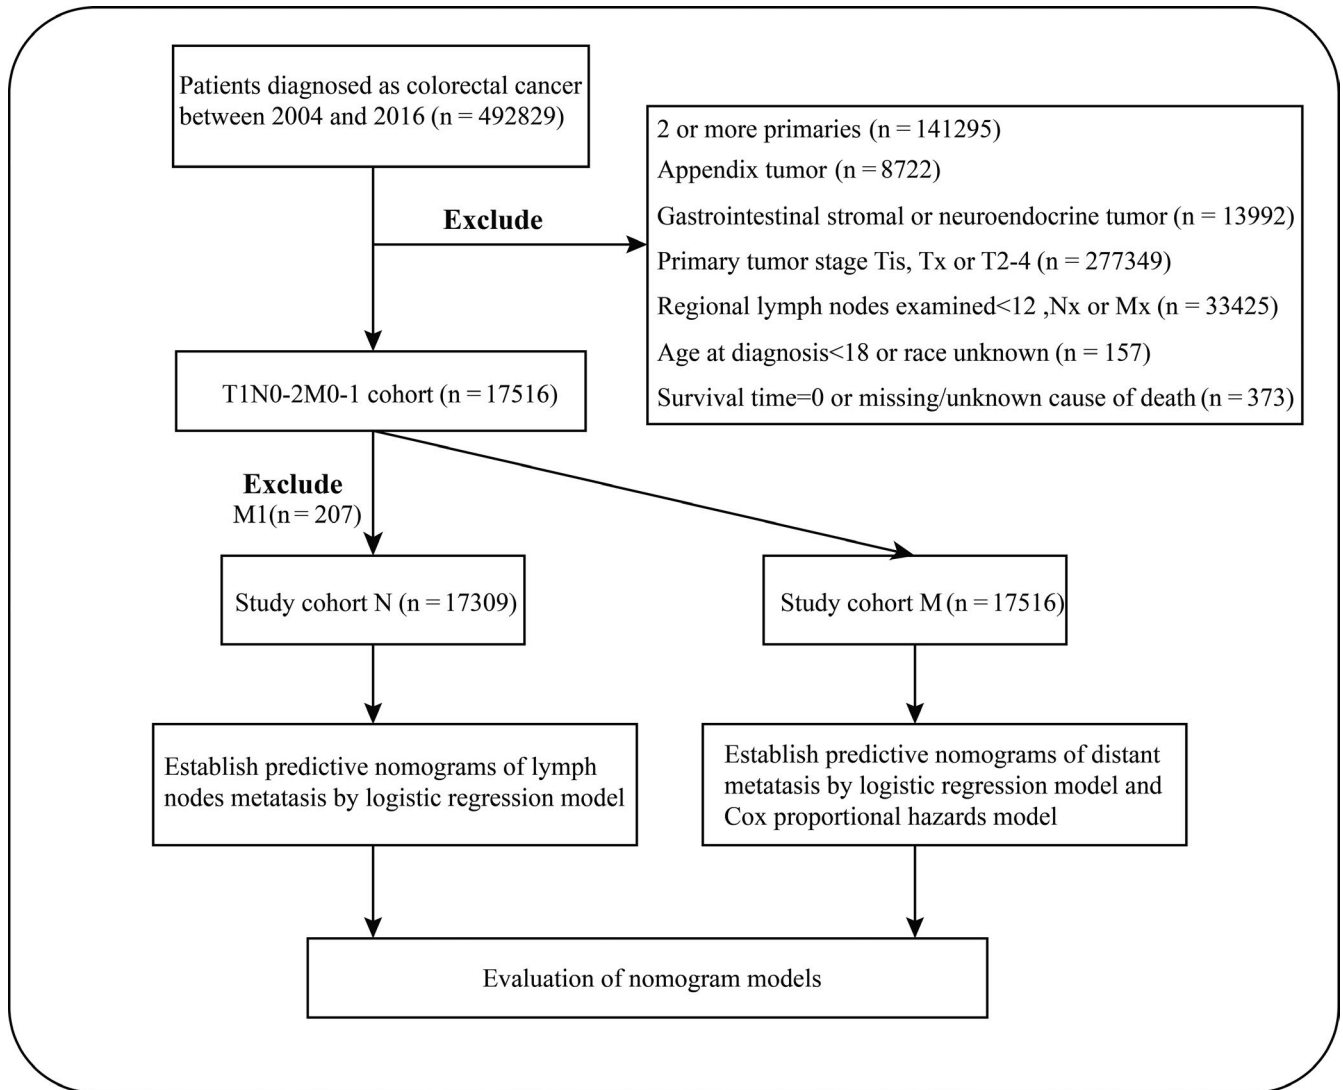 Patients diagnosed as colorectal cancer
between 2004 and 2016 (n = 492829)
Exclude
2 or more primaries (n = 141295)
Appendix tumor (n = 8722)
Gastrointestinal stromal or neuroendocrine tumor (n = 13992)
Primary tumor stage Tis, Tx or T2-4 (n = 277349)
Regional lymph nodes examined<12 ,Nx or Mx (n = 33425)
Age at diagnosis<18 or race unknown (n = 157)
Survival time=0 or missing/unknown cause of death (n = 373)
T1N0-2M0-1 cohort (n = 17516)
Exclude
M1(n = 207)
Study cohort N (n = 17309)
Study cohort M (n = 17516)
Establish predictive nomograms of lymph
nodes metatasis by logistic regression model
Establish predictive nomograms of distant
metatasis by logistic regression model and
Cox proportional hazards model
Evaluation of nomogram models